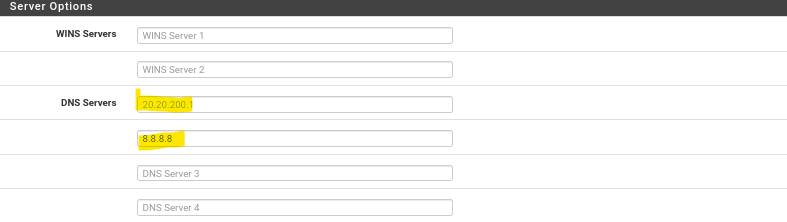 Server Options
WINS Servers
WINS Server 1
WINS Server 2
DNS Servers
20.20.200.1
8.8.8.8
DNS Server 3
DNS Server 4